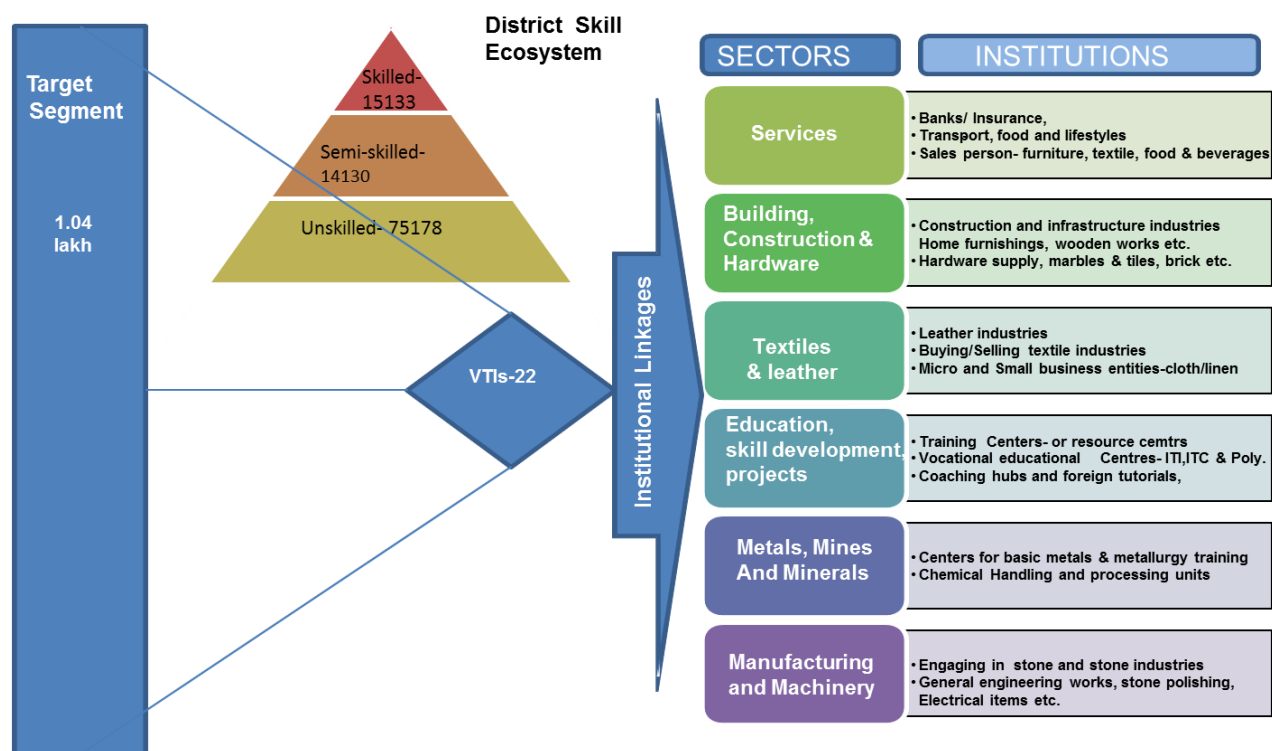 District Skill
Ecosystem
Target
Segment
1.04
lakh
Skilled-
15133
Semi-skilled-
14130
Unskilled- 75178
VTIs-22
Institutional Linkages
SECTORS
INSTITUTIONS
Services
• Banks/ Insurance,
• Transport, food and lifestyles
• Sales person- furniture, textile, food & beverages
Building,
Construction &
Hardware
• Construction and infrastructure industries
Home furnishings, wooden works etc.
• Hardware supply, marbles & tiles, brick etc.
Textiles
& leather
• Leather industries
• Buying/Selling textile industries
• Micro and Small business entities-cloth/linen
Education,
skill development,
projects
• Training Centers- or resource cemtrs
• Vocational educational Centres- ITI,ITC & Poly.
• Coaching hubs and foreign tutorials,
Metals, Mines
And Minerals
• Centers for basic metals & metallurgy training
• Chemical Handling and processing units
Manufacturing
and Machinery
• Engaging in stone and stone industries
• General engineering works, stone polishing,
Electrical items etc.